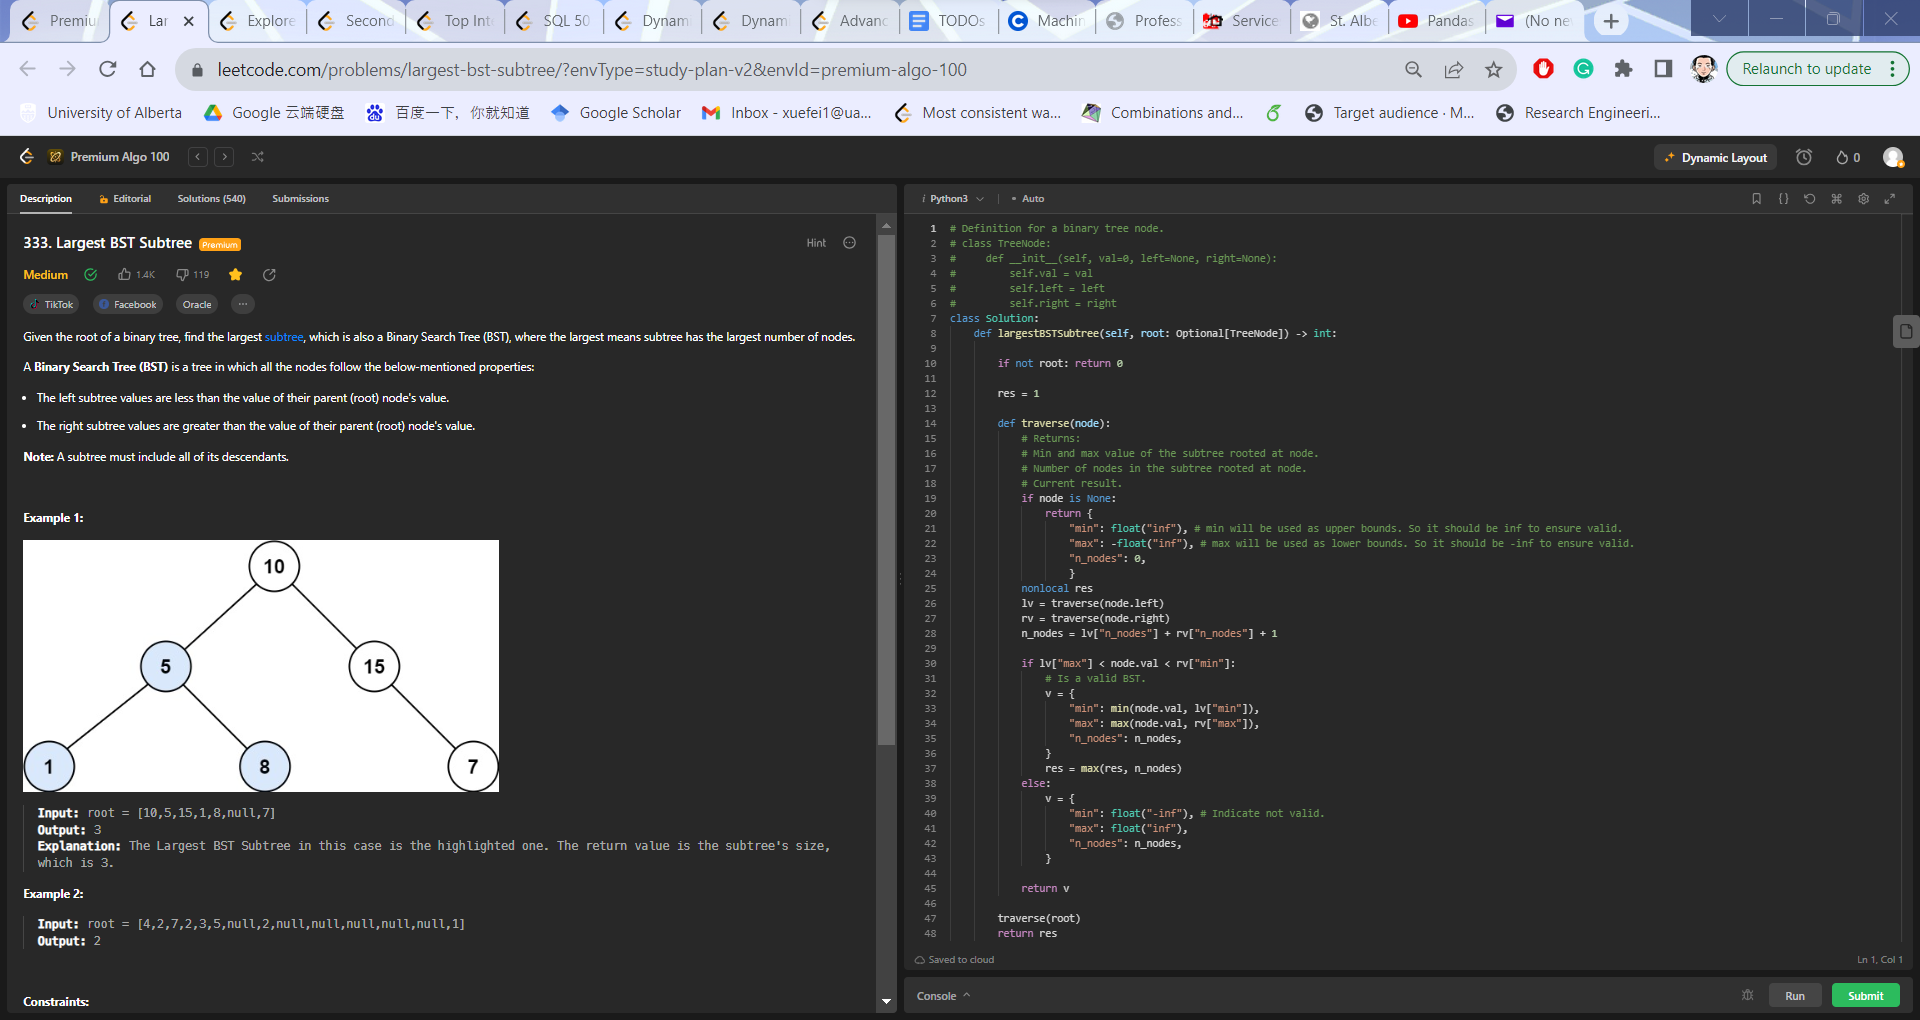 Premiu
Lar
Explore
Second
Top Inte
SQL 50
Dynam
Dynam
Advanc
TODOs
Machin
Profess
Service
St. Albe
Pandas
(No ne
leetcode.com/problems/largest-bst-subtree/?envType=study-plan-v2&envId=premium-algo-100
Relaunch to update
University of Alberta
Google 云端硬盘
百度一下，你就知道
Google Scholar
Inbox - xuefei1@ua...
Most consistent wa...
Combinations and...
Target audience · M...
Research Engineeri...
Premium Algo 100
Dynamic Layout
0
Description
Editorial
Solutions (540)
Submissions
333. Largest BST Subtree
Premium
Hint
Medium
1.4K
119
TikTok
Facebook
Oracle
Given the root of a binary tree, find the largest subtree, which is also a Binary Search Tree (BST), where the largest means subtree has the largest number of nodes.
A Binary Search Tree (BST) is a tree in which all the nodes follow the below-mentioned properties:
• The left subtree values are less than the value of their parent (root) node's value.
• The right subtree values are greater than the value of their parent (root) node's value.
Note: A subtree must include all of its descendants.
Example 1:
10
5
15
1
8
7
Input: root = [10,5,15,1,8,null,7]
Output: 3
Explanation: The Largest BST Subtree in this case is the highlighted one. The return value is the subtree's size,
which is 3.
Example 2:
Input: root = [4,2,7,2,3,5,null,2,null,null,null,null,null,1]
Output: 2
Constraints:
i Python3
• Auto
1 # Definition for a binary tree node.
2 # class TreeNode:
3 #     def __init__(self, val=0, left=None, right=None):
4 #         self.val = val
5 #         self.left = left
6 #         self.right = right
7 class Solution:
8     def largestBSTSubtree(self, root: Optional[TreeNode]) -> int:
9
10         if not root: return 0
11
12         res = 1
13
14         def traverse(node):
15             # Returns:
16             # Min and max value of the subtree rooted at node.
17             # Number of nodes in the subtree rooted at node.
18             # Current result.
19             if node is None:
20                 return {
21                     "min": float("inf"), # min will be used as upper bounds. So it should be inf to ensure valid.
22                     "max": -float("inf"), # max will be used as lower bounds. So it should be -inf to ensure valid.
23                     "n_nodes": 0,
24                     }
25             nonlocal res
26             lv = traverse(node.left)
27             rv = traverse(node.right)
28             n_nodes = lv["n_nodes"] + rv["n_nodes"] + 1
29
30             if lv["max"] < node.val < rv["min"]:
31                 # Is a valid BST.
32                 v = {
33                     "min": min(node.val, lv["min"]),
34                     "max": max(node.val, rv["max"]),
35                     "n_nodes": n_nodes,
36                 }
37                 res = max(res, n_nodes)
38             else:
39                 v = {
40                     "min": float("-inf"), # Indicate not valid.
41                     "max": float("inf"),
42                     "n_nodes": n_nodes,
43                 }
44
45             return v
46
47         traverse(root)
48         return res
Saved to cloud
Ln 1, Col 1
Console
Run
Submit